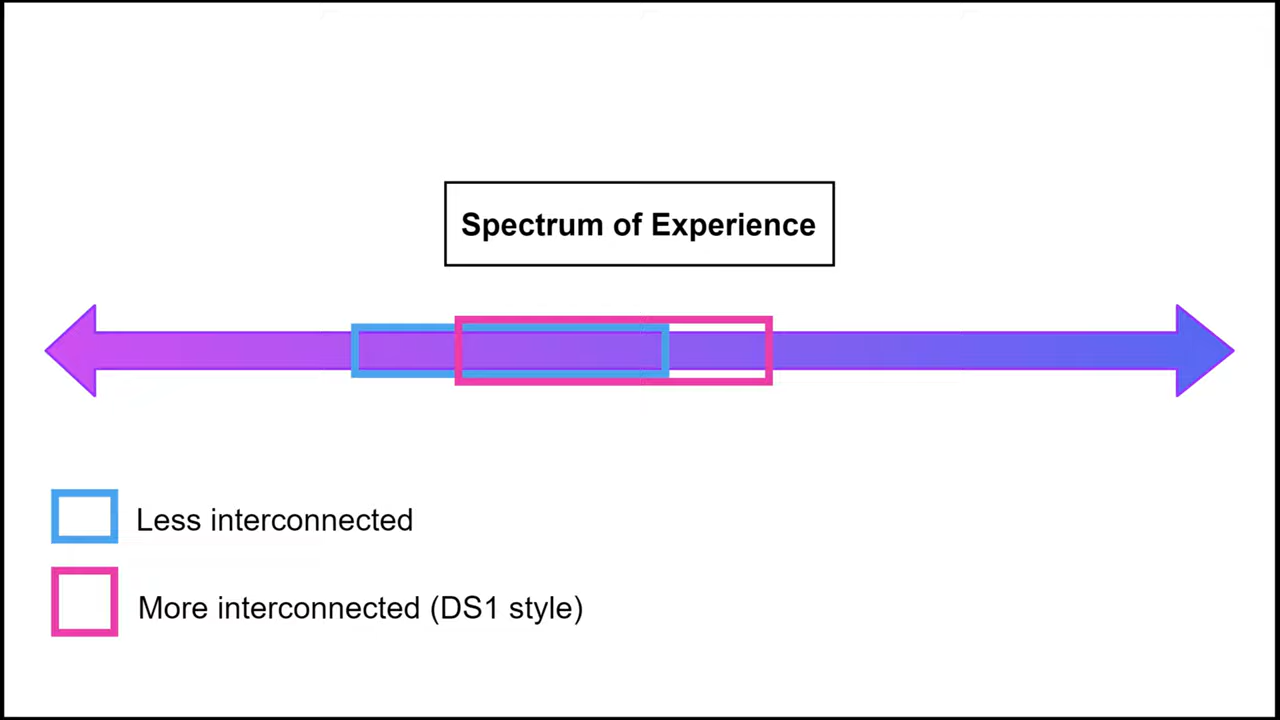 Spectrum of Experience
Less interconnected
More interconnected (DS1 style)